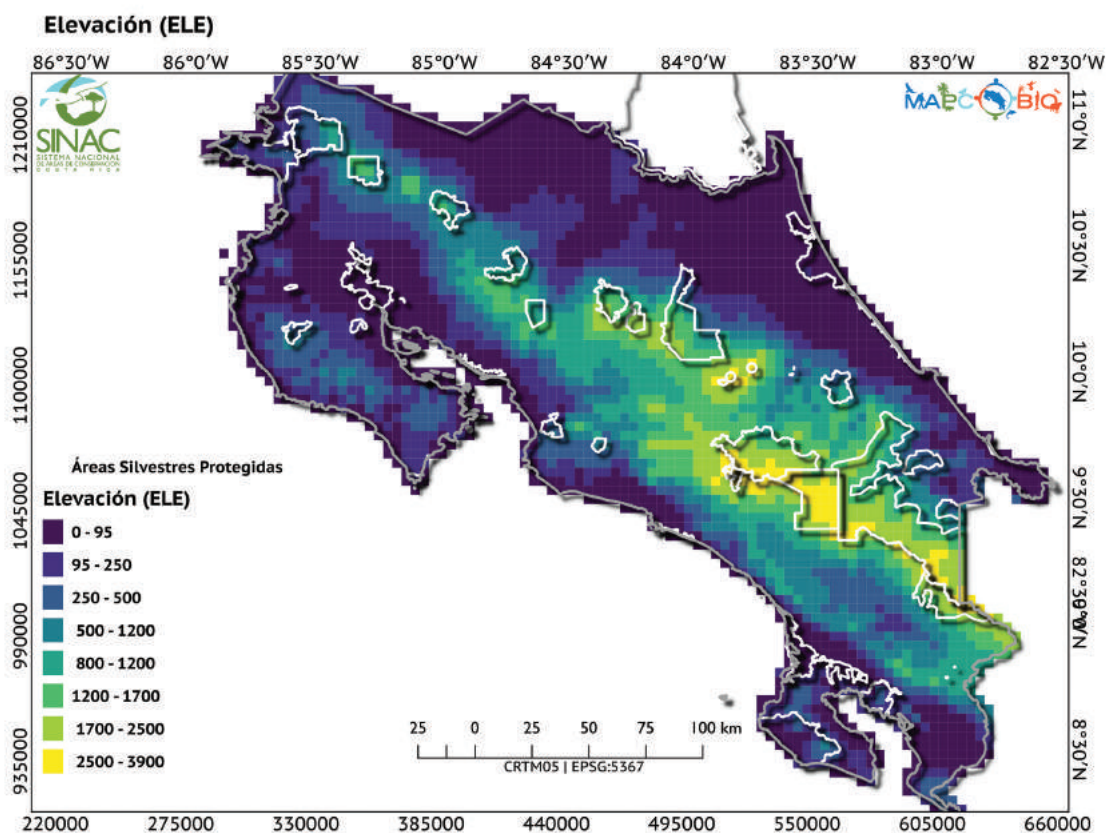 Elevación (ELE)
86°30’W 86°0’W 85°30’W 85°0’W 84°30’W 84°0’W 83°30’W 83°0’W 82°30’W
SINAC
SISTEMA NACIONAL
DE ÁREAS DE CONSERVACIÓN
COSTA RICA
MAPCOBIO
1210000
1155000
1100000
1045000
990000
935000
11°0’N
10°30’N
10°0’N
9°30’N
8°30’N
Áreas Silvestres Protegidas
Elevación (ELE)
0 - 95
95 - 250
250 - 500
500 - 1200
800 - 1200
1200 - 1700
1700 - 2500
2500 - 3900
25 0 25 50 75 100 km
CRTM05 | EPSG:5367
220000 275000 330000 385000 440000 495000 550000 605000 660000